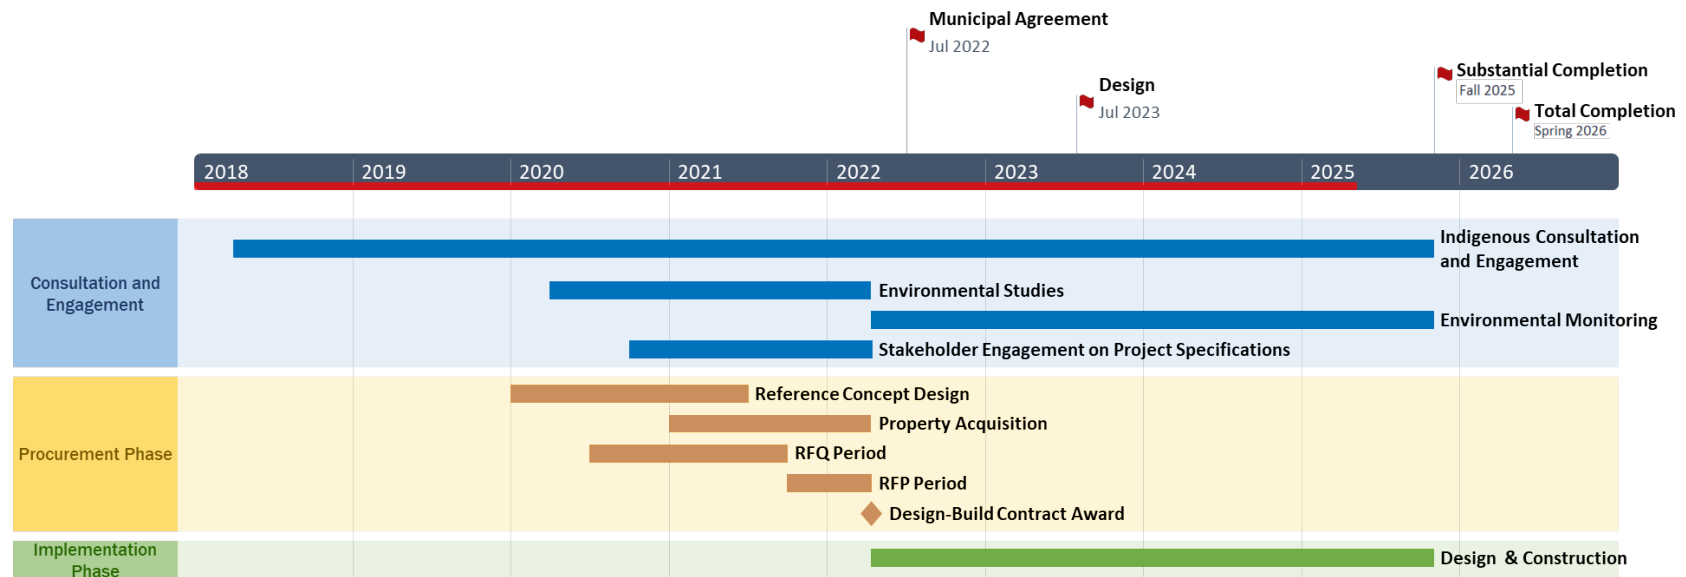 Municipal Agreement
Jul 2022
Design
Jul 2023
Substantial Completion
Fall 2025
Total Completion
Spring 2026
2018 2019 2020 2021 2022 2023 2024 2025 2026
Consultation and
Engagement
Indigenous Consultation
and Engagement
Environmental Studies
Environmental Monitoring
Stakeholder Engagement on Project Specifications
Procurement Phase
Reference Concept Design
Property Acquisition
RFQ Period
RFP Period
Design-Build Contract Award
Implementation
Phase
Design & Construction